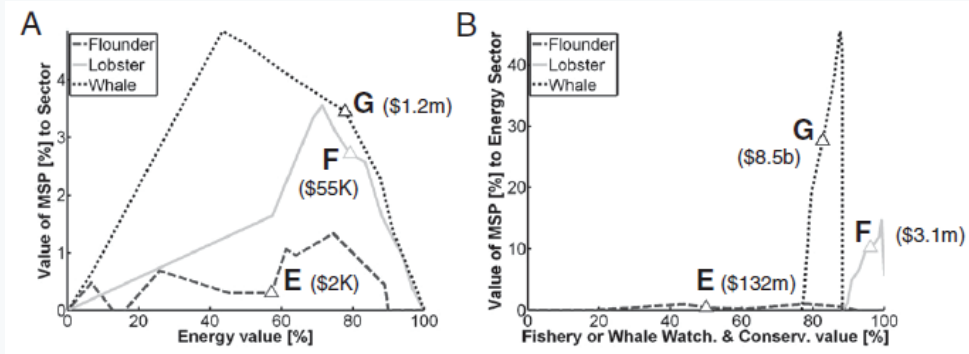 A
B
--Flounder
Lobster
Whale
Value of MSP [%] to Sector
4
3
2
1
0
0
20
40
60
80
100
Energy value [%]
G ($1.2m)
F
($55K)
E ($2K)
--Flounder
Lobster
Whale
Value of MSP [%] to Energy Sector
40
30
20
10
0
0
20
40
60
80
100
Fishery or Whale Watch. & Conserv. value [%]
G
($8.5b)
F ($3.1m)
E ($132m)